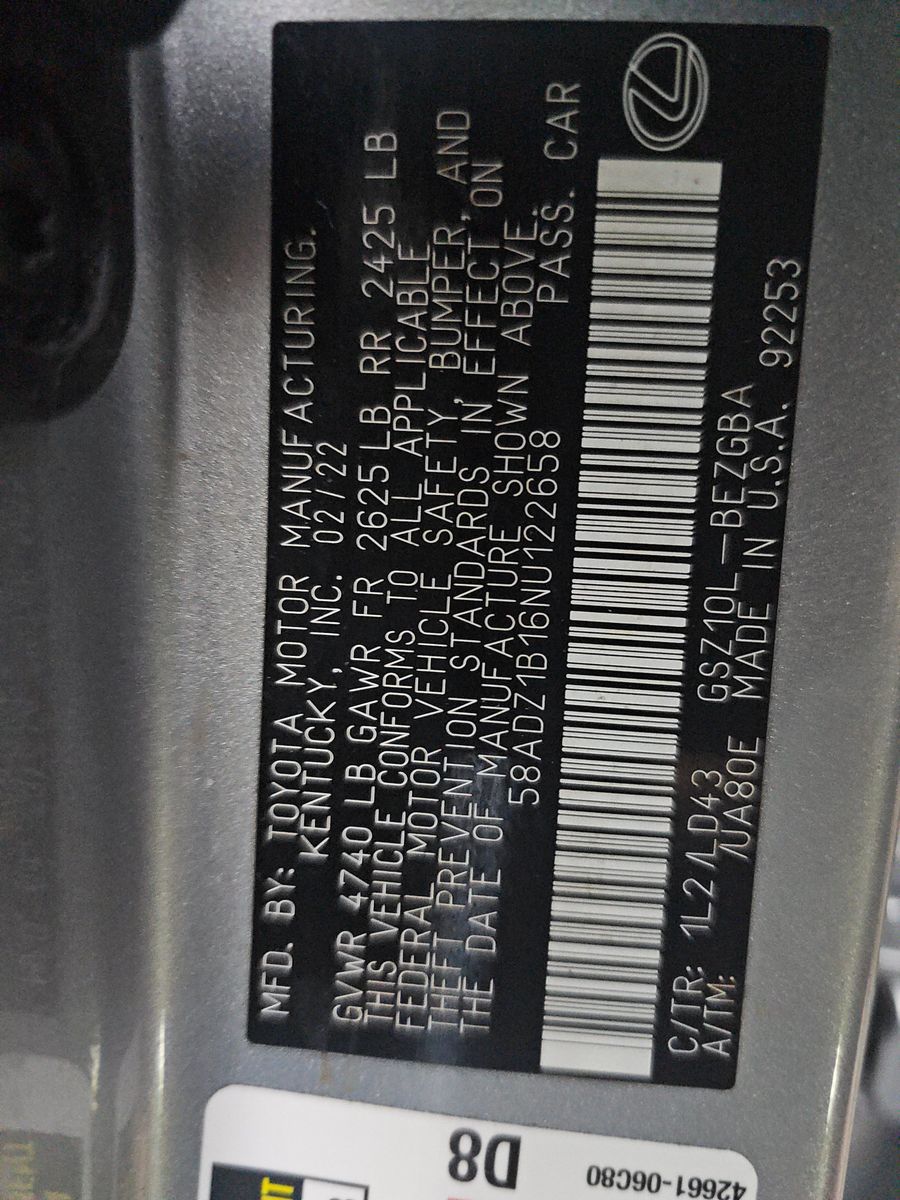 MFD. BY: TOYOTA MOTOR MANUFACTURING.
KENTUCKY, INC. 02/22
GVWR 4740 LB GAWR FR 2625 LB RR 2425 LB
THIS VEHICLE CONFORMS TO ALL APPLICABLE
FEDERAL MOTOR VEHICLE SAFETY, BUMPER, AND
THEFT PREVENTION STANDARDS IN EFFECT ON
THE DATE OF MANUFACTURE SHOWN ABOVE.
58ADZ1B16NU122658 PASS. CAR
C/TR: 1L2/LD43 GSZ10L-BEZGBA
A/TM: /UA80E MADE IN U.S.A. 92253
D8
42661-06C80